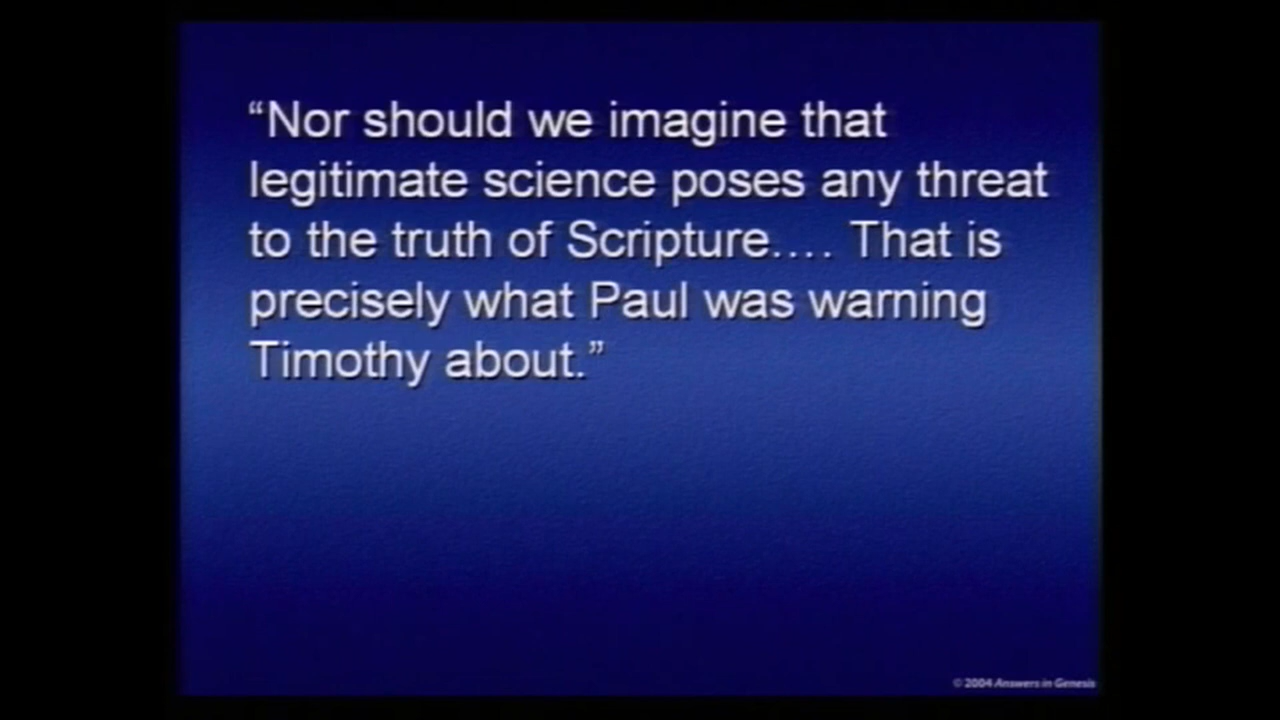 “Nor should we imagine that
legitimate science poses any threat
to the truth of Scripture…. That is
precisely what Paul was warning
Timothy about.”
© 2004 Answers in Genesis